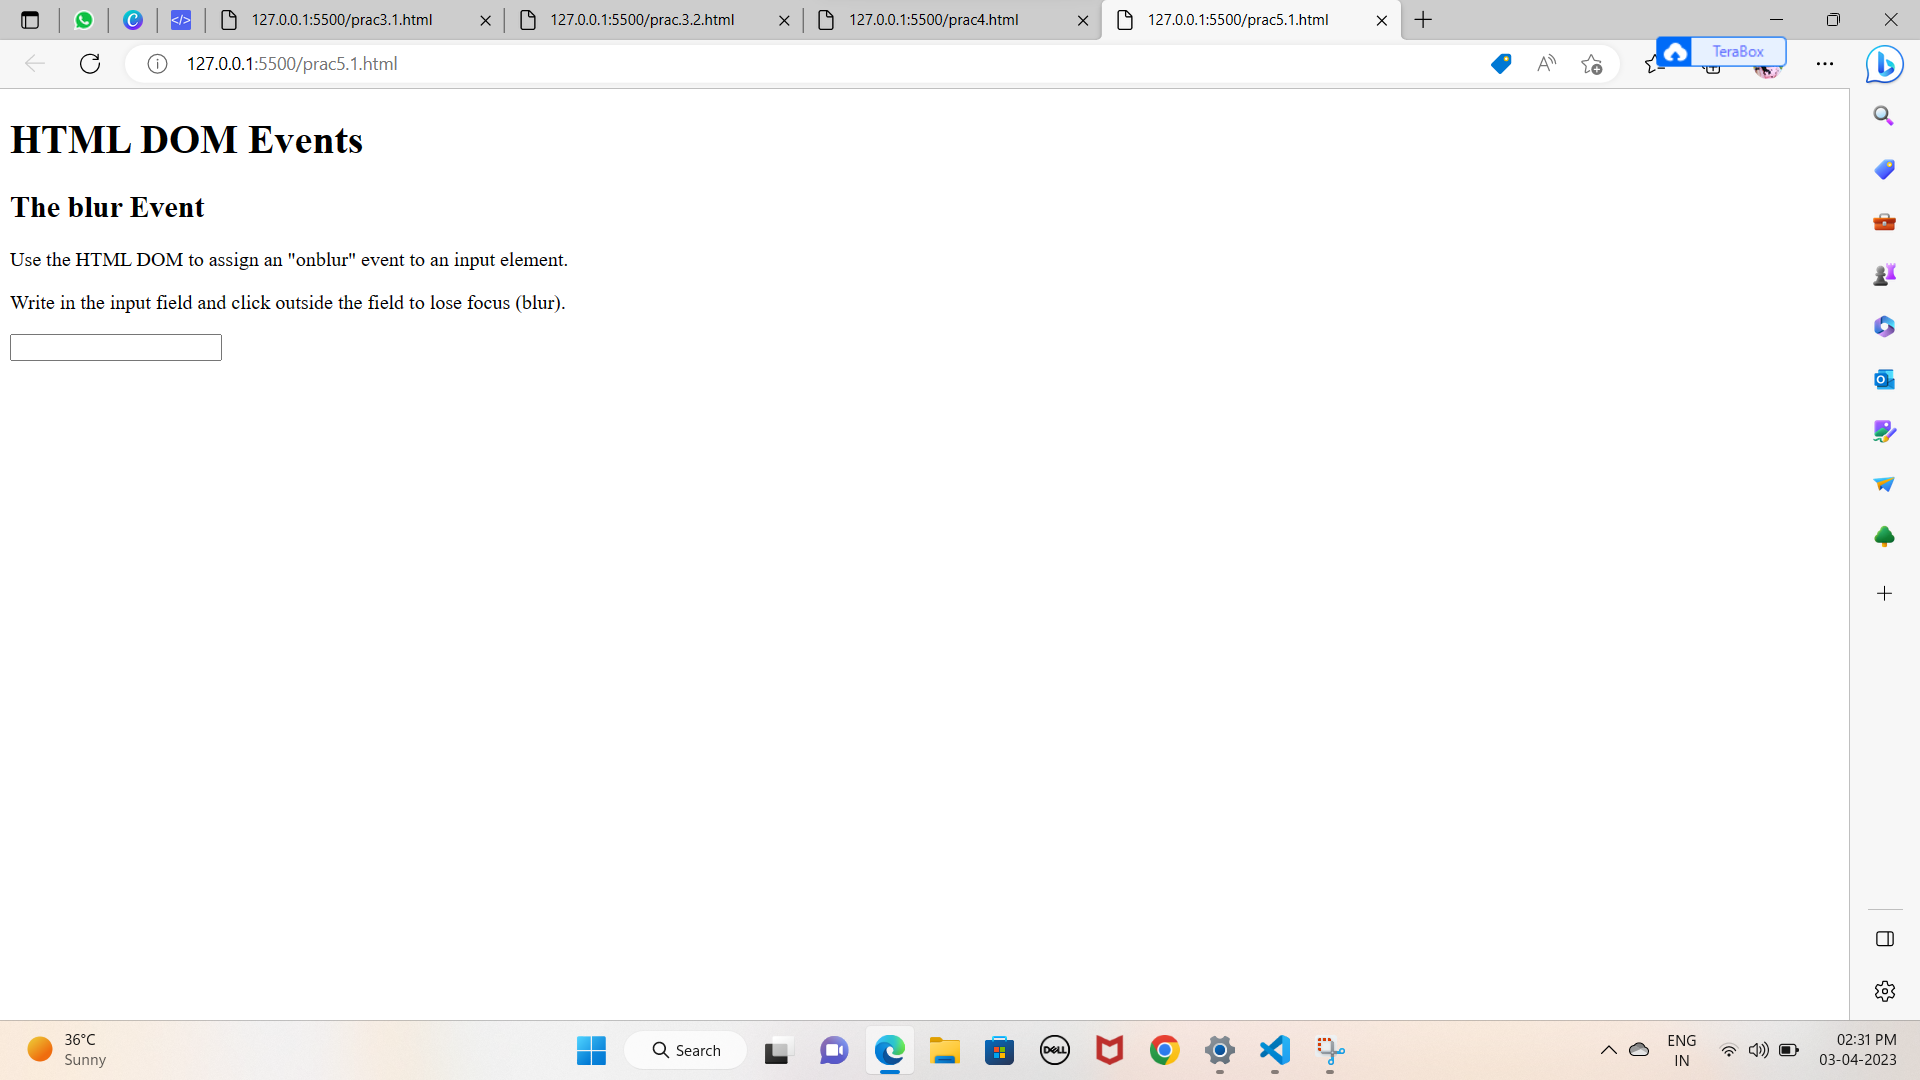 127.0.0.1:5500/prac3.1.html
127.0.0.1:5500/prac.3.2.html
127.0.0.1:5500/prac4.html
127.0.0.1:5500/prac5.1.html
TeraBox
127.0.0.1:5500/prac5.1.html
HTML DOM Events
The blur Event
Use the HTML DOM to assign an "onblur" event to an input element.
Write in the input field and click outside the field to lose focus (blur).
36°C
Sunny
Search
DELL
ENG
IN
02:31 PM
03-04-2023